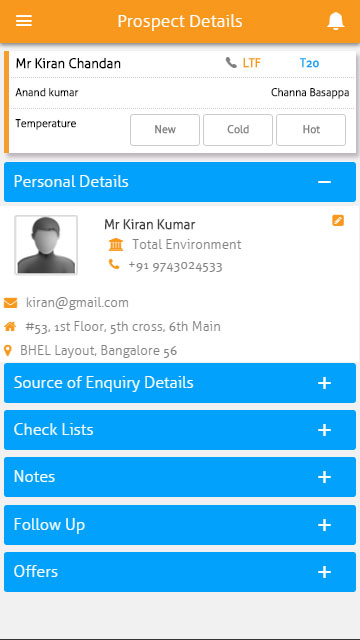 Prospect Details
Mr Kiran Chandan LTF T20
Anand kumar Channa Basappa
Temperature New Cold Hot
Personal Details
Mr Kiran Kumar
Total Environment
+91 9743024533
kiran@gmail.com
#53, 1st Floor, 5th cross, 6th Main
BHEL Layout, Bangalore 56
Source of Enquiry Details
Check Lists
Notes
Follow Up
Offers